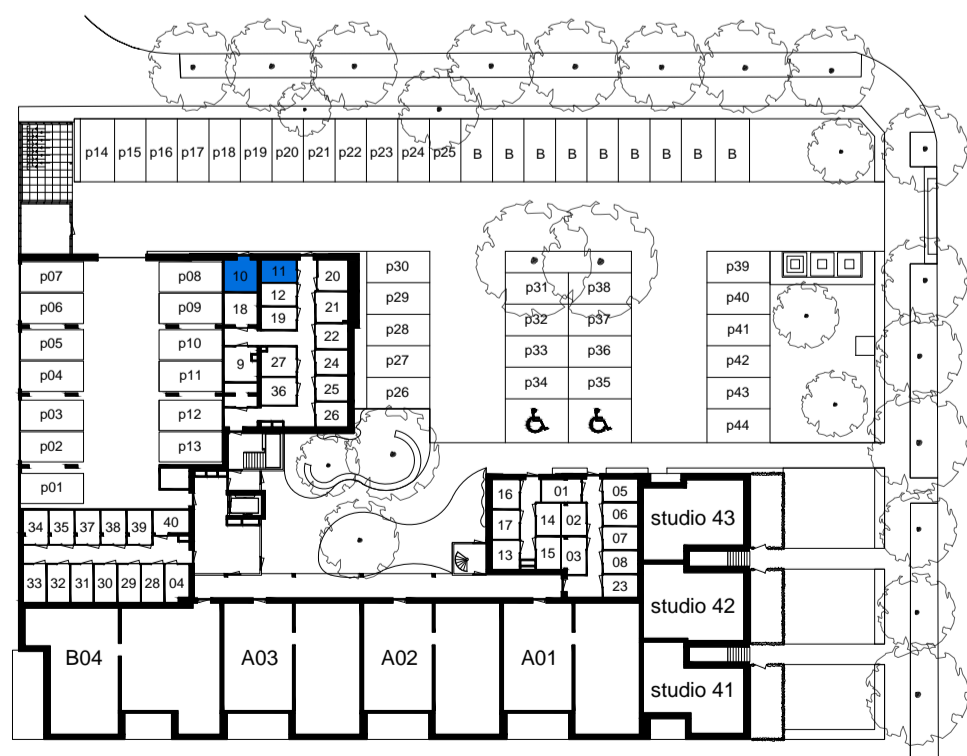 p14 p15 p16 p17 p18 p19 p20 p21 p22 p23 p24 p25 B B B B B B B B B
p07 p08 10 11 20 p30 p39
12
p31 p38
p06 p09 18 19 21 p29 p40
p32 p37
p05 p10 22 p28 p41
p33 p36
9 27 24 p27 p42
p04 p11
p34 p35
36 25 p26 p43
p03 p12 26
p02 p13 p44
p01 16 01 05
34 35 37 38 39 40 17 14 02 06 studio 43
07
13 15 03 08
33 32 31 30 29 28 04 23
studio 42
B04 A03 A02 A01
studio 41